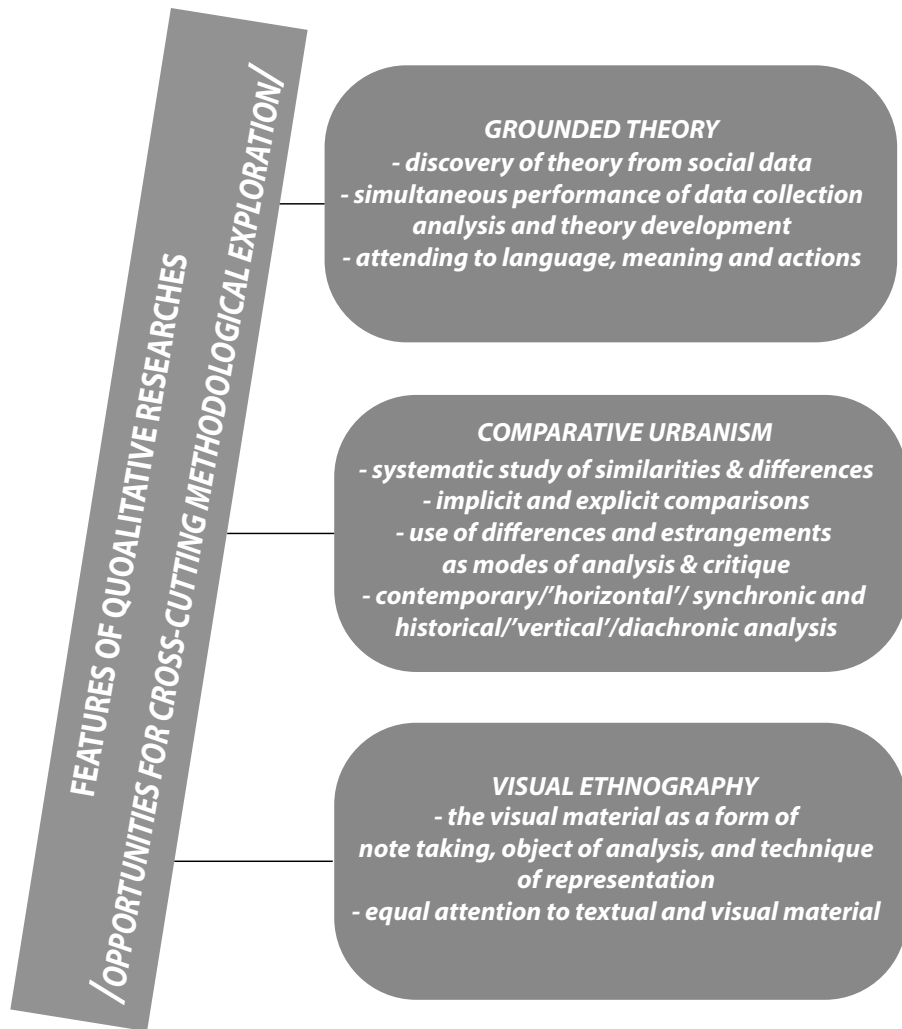 FEATURES OF QUOALITATIVE RESEARCHES
/OPPORTUNITIES FOR CROSS-CUTTING METHODOLOGICAL EXPLORATION/
GROUNDED THEORY
- discovery of theory from social data
- simultaneous performance of data collection
analysis and theory development
- attending to language, meaning and actions
COMPARATIVE URBANISM
- systematic study of similarities & differences
- implicit and explicit comparisons
- use of differences and estrangements
as modes of analysis & critique
- contemporary/’horizontal’/ synchronic and
historical/’vertical’/diachronic analysis
VISUAL ETHNOGRAPHY
- the visual material as a form of
note taking, object of analysis, and technique
of representation
- equal attention to textual and visual material